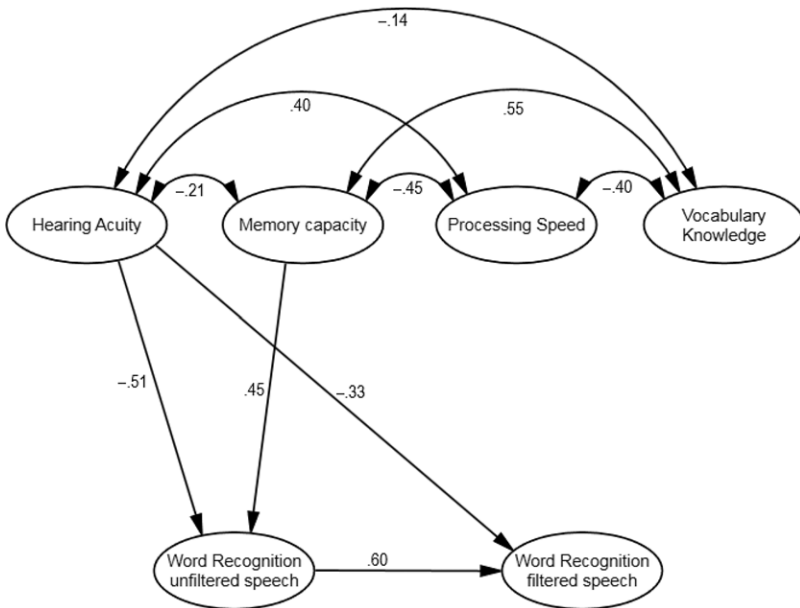 –.14
.40
.55
–.21
–.45
–.40
Hearing Acuity
Memory capacity
Processing Speed
Vocabulary
Knowledge
–.51
.45
–.33
Word Recognition
unfiltered speech
.60
Word Recognition
filtered speech